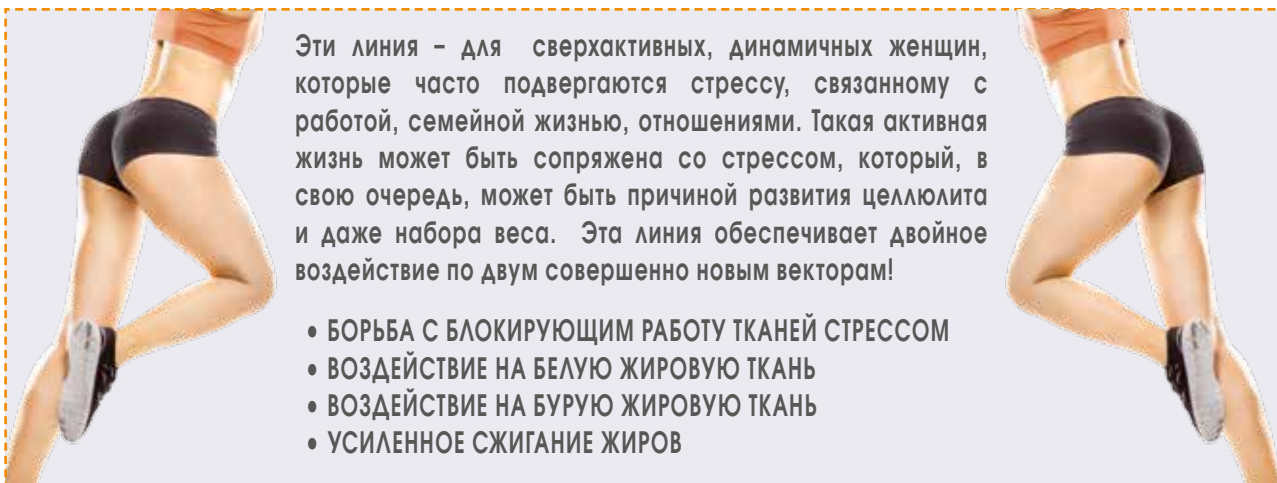 Эти линия – для сверхактивных, динамичных женщин,
которые часто подвергаются стрессу, связанному с
работой, семейной жизнью, отношениями. Такая активная
жизнь может быть сопряжена со стрессом, который, в
свою очередь, может быть причиной развития целлюлита
и даже набора веса. Эта линия обеспечивает двойное
воздействие по двум совершенно новым векторам!
• БОРЬБА С БЛОКИРУЮЩИМ РАБОТУ ТКАНЕЙ СТРЕССОМ
• ВОЗДЕЙСТВИЕ НА БЕЛУЮ ЖИРОВУЮ ТКАНЬ
• ВОЗДЕЙСТВИЕ НА БУРУЮ ЖИРОВУЮ ТКАНЬ
• УСИЛЕННОЕ СЖИГАНИЕ ЖИРОВ